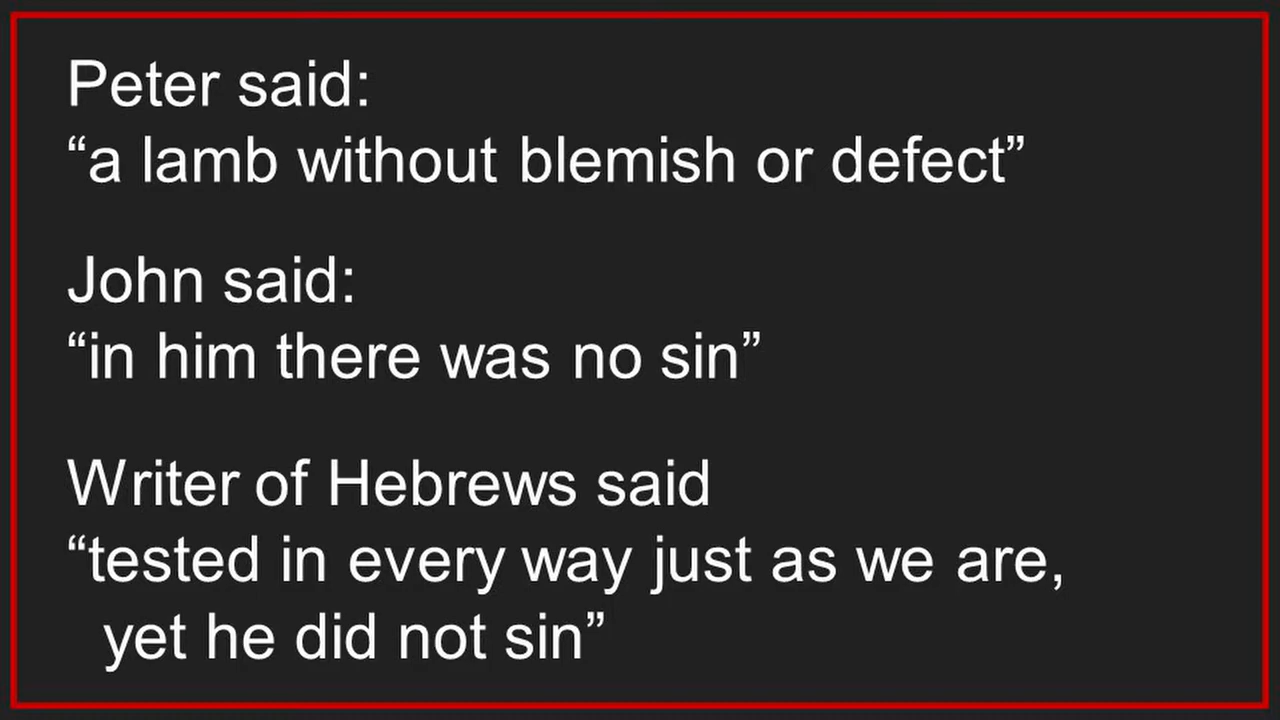 Peter said:
“a lamb without blemish or defect”
John said:
“in him there was no sin”
Writer of Hebrews said
“tested in every way just as we are,
yet he did not sin”